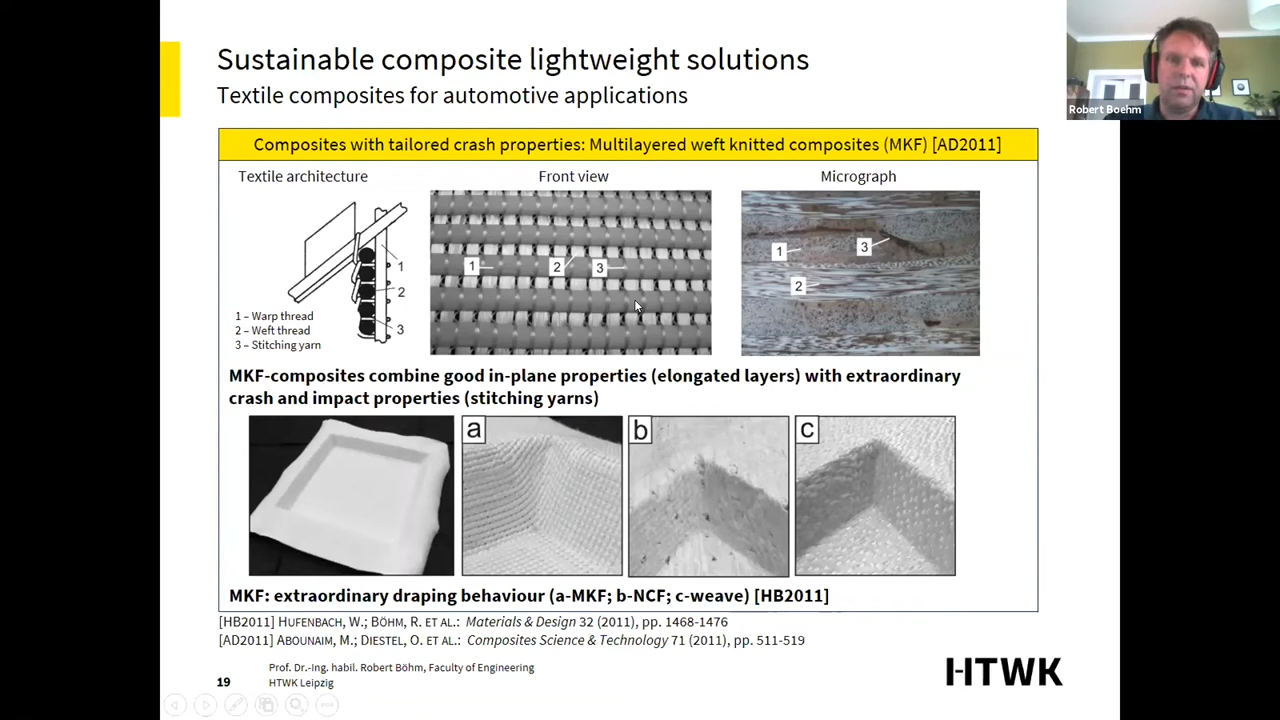 Sustainable composite lightweight solutions
Textile composites for automotive applications
Robert Boehm
Composites with tailored crash properties: Multilayered weft knitted composites (MKF) [AD2011]
Textile architecture
Front view
Micrograph
1
2
3
1 – Warp thread
2 – Weft thread
3 – Stitching yarn
1
2
3
1
3
2
MKF-composites combine good in-plane properties (elongated layers) with extraordinary
crash and impact properties (stitching yarns)
a
b
c
MKF: extraordinary draping behaviour (a-MKF; b-NCF; c-weave) [HB2011]
[HB2011] HUFENBACH, W.; BÖHM, R. ET AL.: Materials & Design 32 (2011), pp. 1468-1476
[AD2011] ABOUNAIM, M.; DIESTEL, O. ET AL.: Composites Science & Technology 71 (2011), pp. 511-519
19
Prof. Dr.-Ing. habil. Robert Böhm, Faculty of Engineering
HTWK Leipzig
HTWK